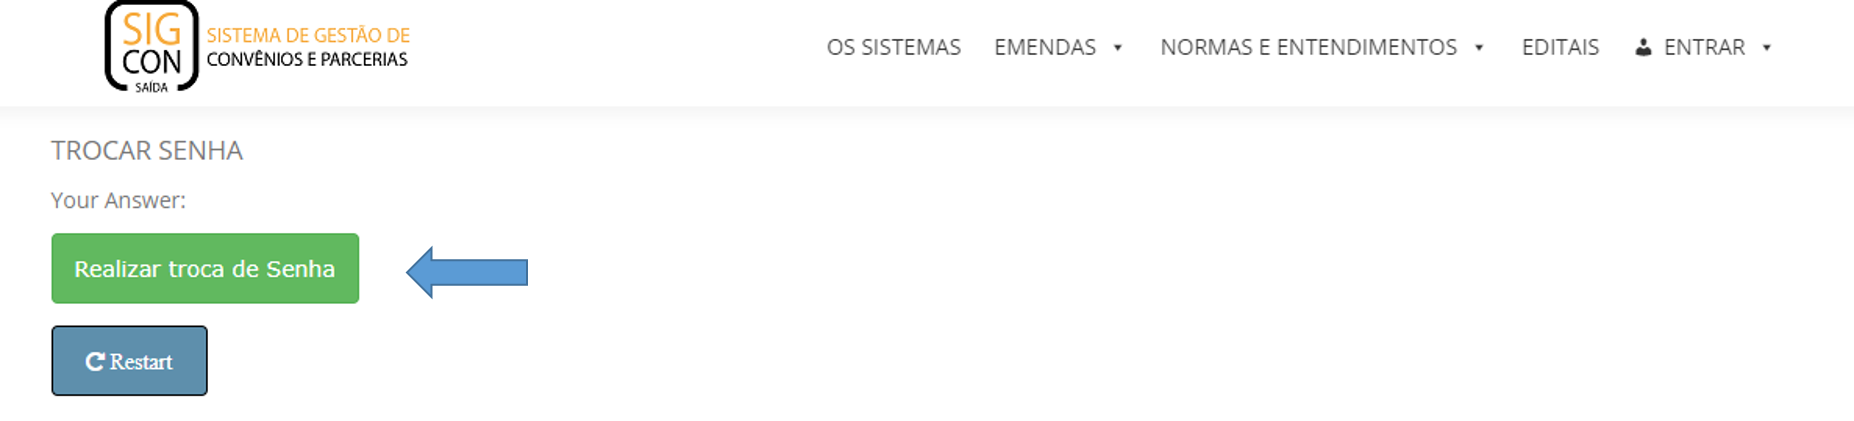 SIG
CON
SAÍDA
SISTEMA DE GESTÃO DE
CONVÊNIOS E PARCERIAS
OS SISTEMAS
EMENDAS
NORMAS E ENTENDIMENTOS
EDITAIS
ENTRAR
TROCAR SENHA
Your Answer:
Realizar troca de Senha
Restart